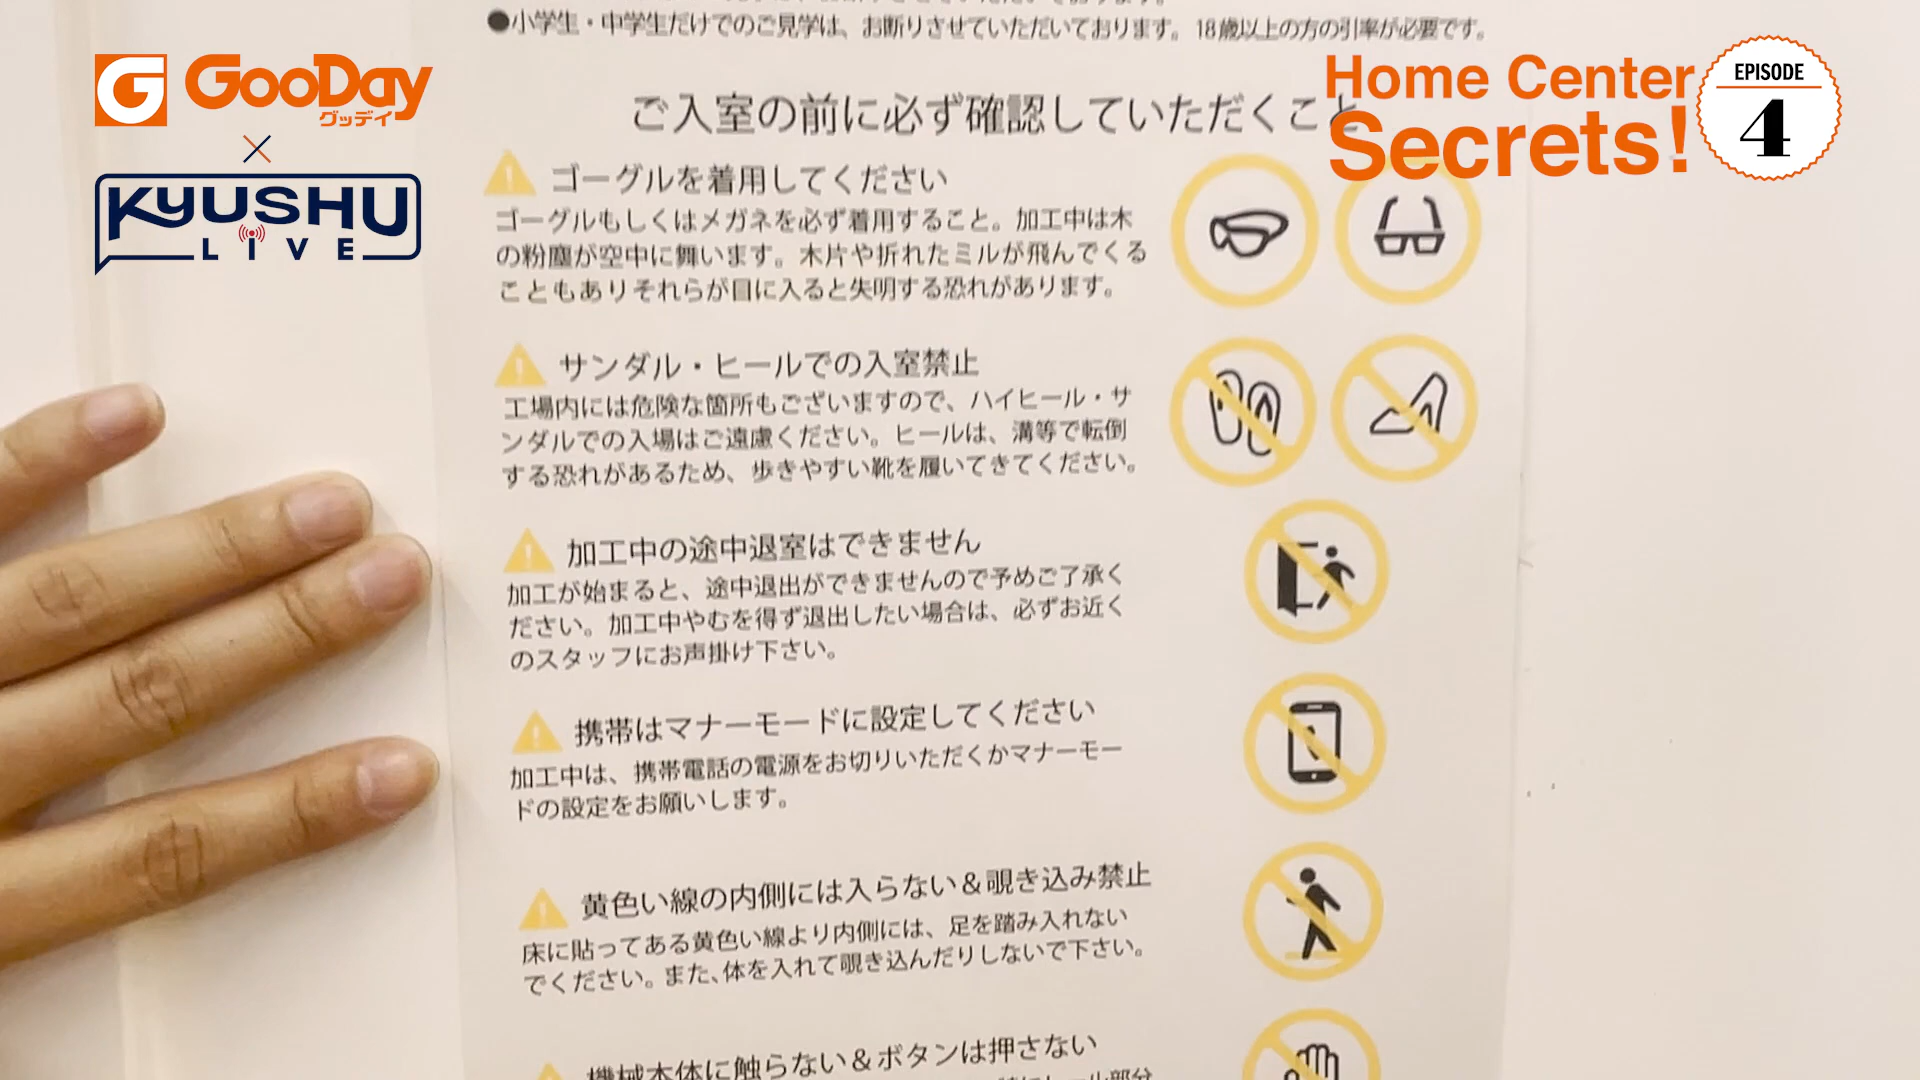 ●小学生・中学生だけでのご見学は、お断りさせていただいております。18歳以上の方の引率が必要です。
GooDay
グッデイ
×
KYUSHU
LIVE
Home Center
Secrets!
EPISODE
4
ご入室の前に必ず確認していただくこと
ゴーグルを着用してください
ゴーグルもしくはメガネを必ず着用すること。加工中は木
の粉塵が空中に舞います。木片や折れたミルが飛んでくる
こともありそれらが目に入ると失明する恐れがあります。
サンダル・ヒールでの入室禁止
工場内には危険な箇所もございますので、ハイヒール・サ
ンダルでの入場はご遠慮ください。ヒールは、溝等で転倒
する恐れがあるため、歩きやすい靴を履いてきてください。
加工中の途中退室はできません
加工が始まると、途中退出ができませんので予めご了承く
ださい。加工中やむを得ず退出したい場合は、必ずお近く
のスタッフにお声掛け下さい。
携帯はマナーモードに設定してください
加工中は、携帯電話の電源をお切りいただくかマナーモー
ドの設定をお願いします。
黄色い線の内側には入らない＆覗き込み禁止
床に貼ってある黄色い線より内側には、足を踏み入れない
でください。また、体を入れて覗き込んだりしないで下さい。
機械本体に触らない＆ボタンは押さない